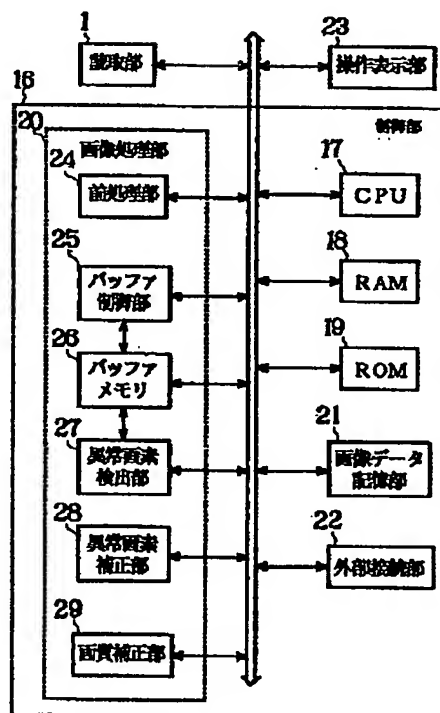 1
読取部
23
操作表示部
16
制御部
20
画像処理部
24
前処理部
17
CPU
25
バッファ
制御部
18
RAM
26
バッファ
メモリ
19
ROM
27
異常画素
検出部
21
画像データ
記憶部
28
異常画素
補正部
22
外部接続部
29
画質補正部